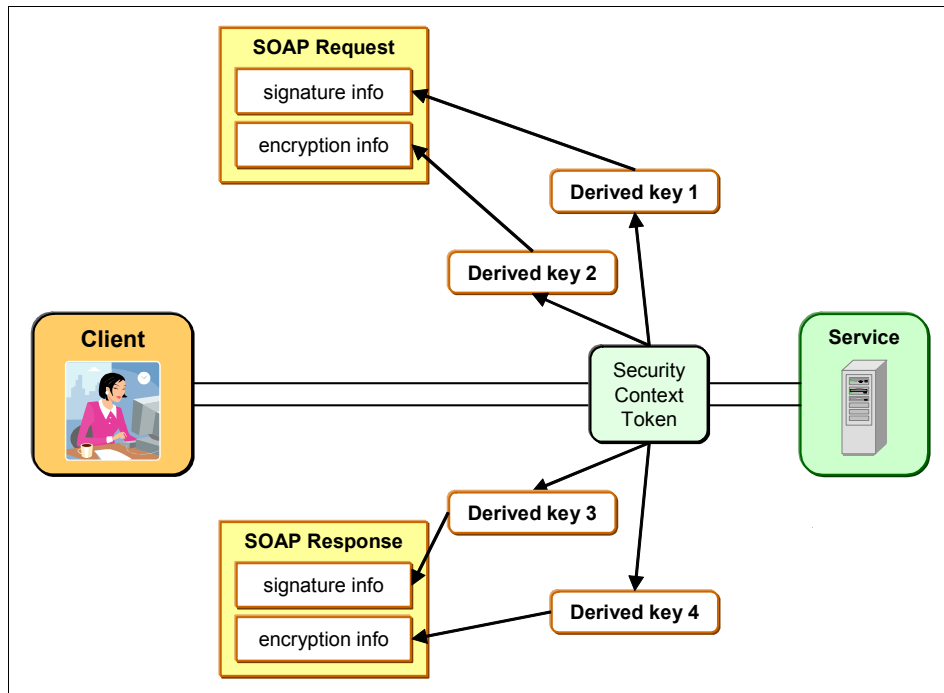 SOAP Request
signature info
encryption info
Derived key 1
Derived key 2
Client
Security
Context
Token
Service
Derived key 3
SOAP Response
signature info
Derived key 4
encryption info